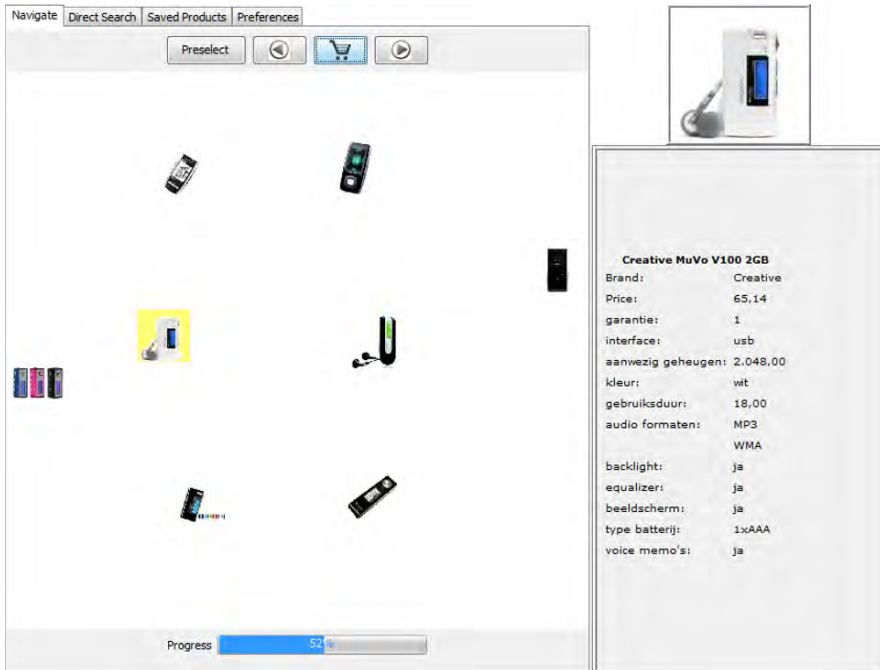 Navigate Direct Search Saved Products Preferences
Preselect
Creative MuVo V100 2GB
Brand: Creative
Price: 65,14
garantie: 1
interface: usb
aanwezig geheugen: 2.048,00
kleur: wit
gebruiksduur: 18,00
audio formaten: MP3
WMA
backlight: ja
equalizer: ja
beeldscherm: ja
type batterij: 1xAAA
voice memo's: ja
Progress 52%